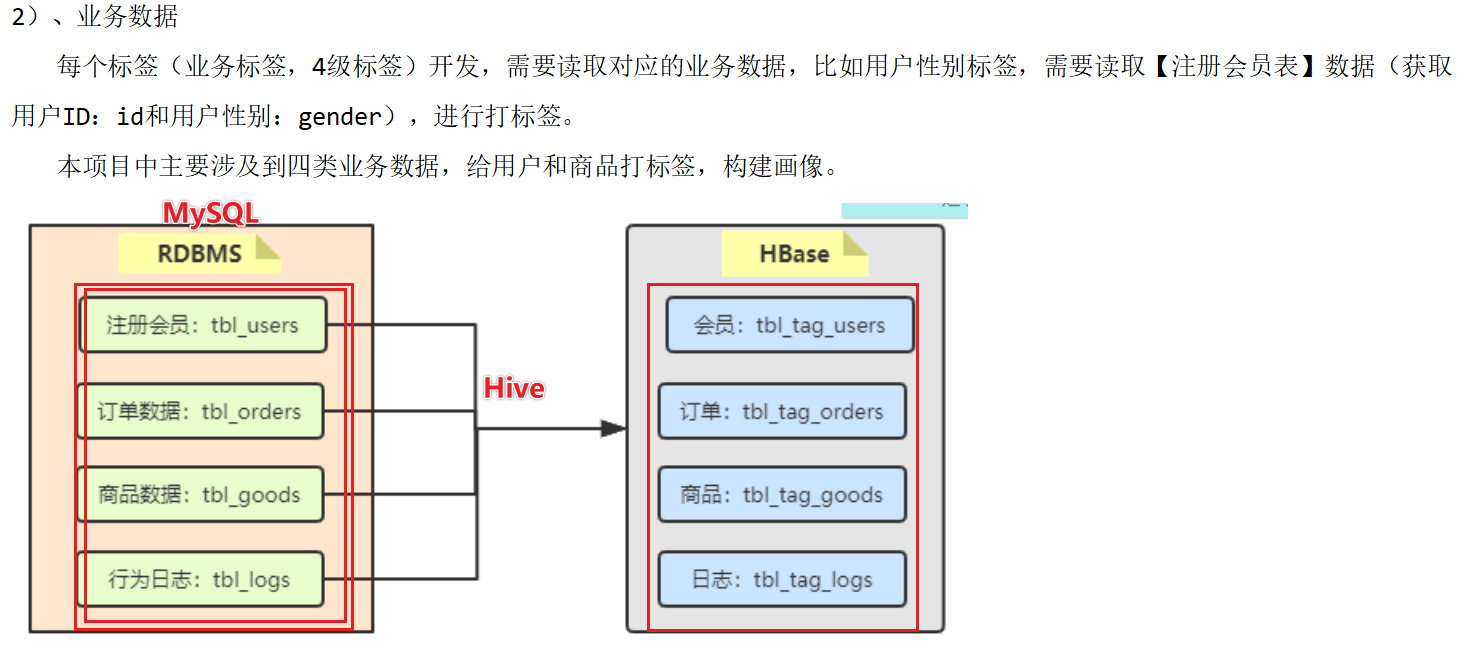 2）、业务数据
每个标签（业务标签，4级标签）开发，需要读取对应的业务数据，比如用户性别标签，需要读取【注册会员表】数据（获取
用户ID：id和用户性别：gender），进行打标签。
本项目中主要涉及到四类业务数据，给用户和商品打标签，构建画像。
MySQL
RDBMS
注册会员：tbl_users
订单数据：tbl_orders
商品数据：tbl_goods
行为日志：tbl_logs
Hive
HBase
会员：tbl_tag_users
订单：tbl_tag_orders
商品：tbl_tag_goods
日志：tbl_tag_logs